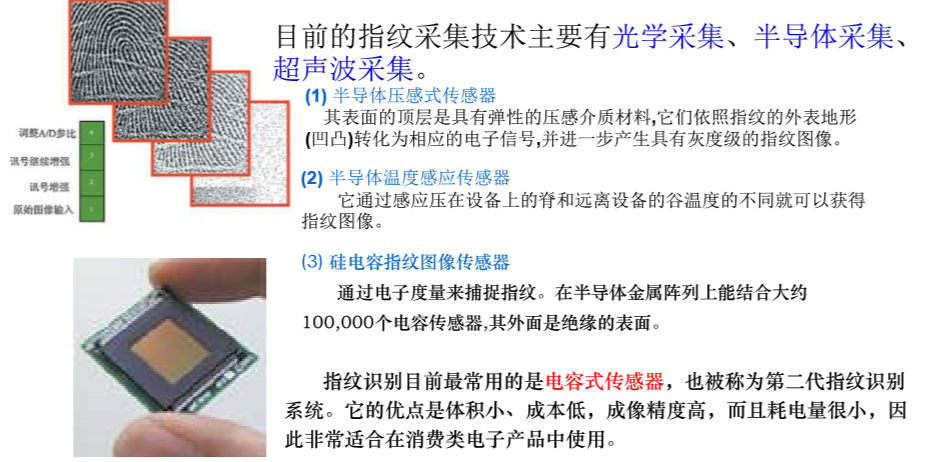 目前的指纹采集技术主要有光学采集、半导体采集、
超声波采集。
(1) 半导体压感式传感器
其表面的顶层是具有弹性的压感介质材料,它们依照指纹的外表地形
(凹凸)转化为相应的电子信号,并进一步产生具有灰度级的指纹图像。
调整A/D参比 4
讯号继续增强 3
讯号增强 2
原始图像输入 1
(2) 半导体温度感应传感器
它通过感应压在设备上的脊和远离设备的谷温度的不同就可以获得
指纹图像。
(3) 硅电容指纹图像传感器
通过电子度量来捕捉指纹。在半导体金属阵列上能结合大约
100,000个电容传感器,其外面是绝缘的表面。
指纹识别目前最常用的是电容式传感器，也被称为第二代指纹识别
系统。它的优点是体积小、成本低，成像精度高，而且耗电量很小，因
此非常适合在消费类电子产品中使用。